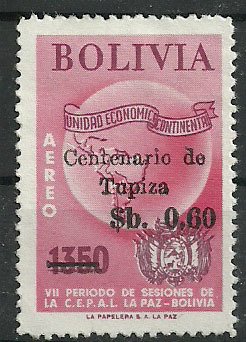 BOLIVIA
UNIDAD ECONOMICA CONTINENTAL
AEREO
Centenario de
Tupiza
$b. 0,60
1350
VII PERIODO DE SESIONES DE
LA C.E.P.A.L. LA PAZ - BOLIVIA
LA PAPELERA S. A. LA PAZ